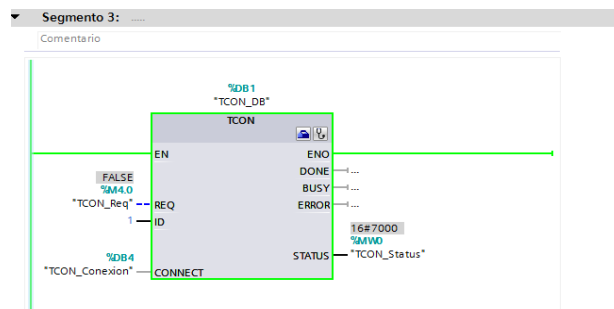 Segmento 3: .....
Comentario
%DB1
"TCON_DB"
TCON
EN ENO
DONE ...
FALSE BUSY ...
%M4.0
"TCON_Req" REQ ERROR ...
1 ID
16#7000
%MW0
%DB4 STATUS "TCON_Status"
"TCON_Conexion" CONNECT